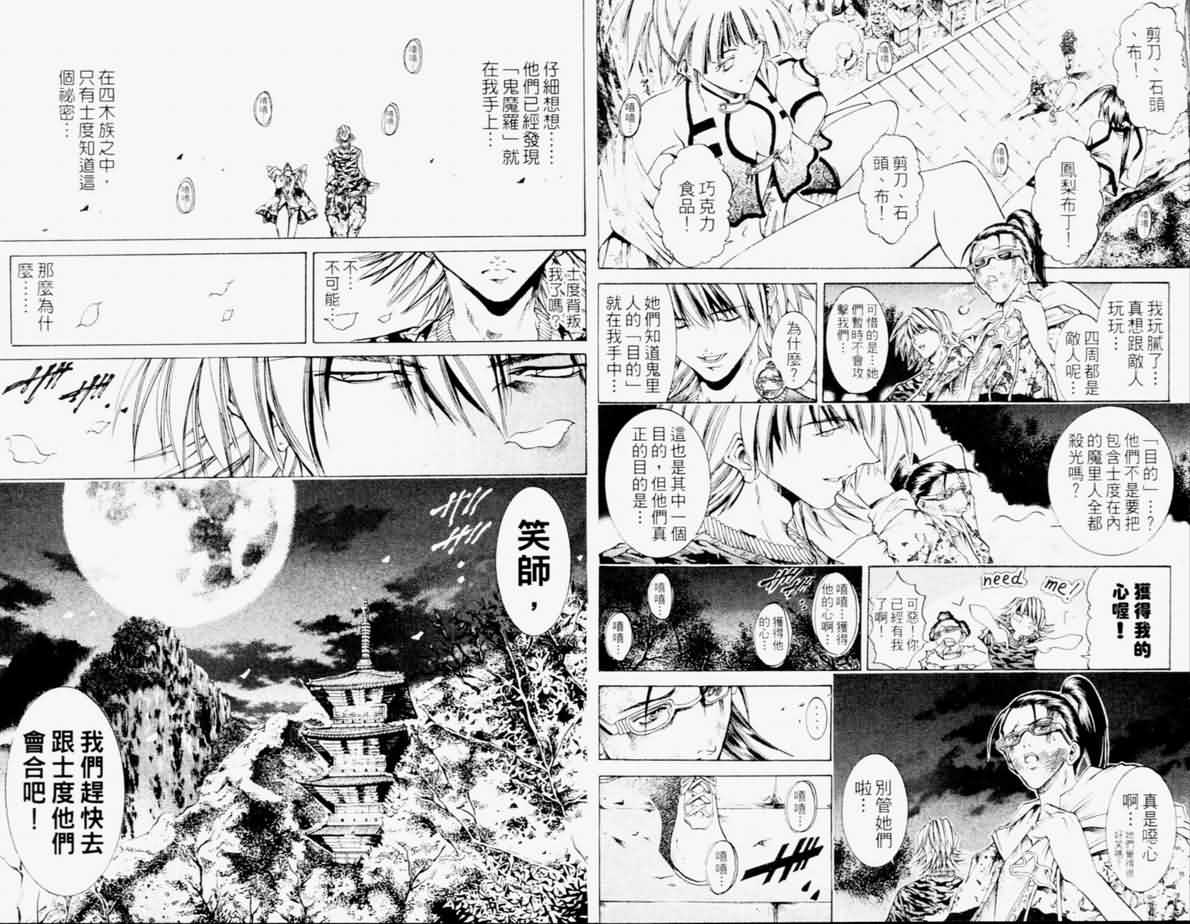 剪刀、石頭
、布！
鳳梨布丁！
剪刀、石
頭、布！
巧克力
食品！
嘻…
嘻…
嘻…
嘻…
我玩膩了…
真想跟敵人
玩玩…
四周都是
敵人呢…
可惜的是…她
們暫時不會攻
擊我們…
為什麼？
她們知道鬼里
人的「目的」
就在我手中…
「目的」…？
他們不是要把
包含士度在內
的魔里人全都
殺光嗎？
這也是其中一個
目的，但他們真
正的目的是…
獲得我的
心喔！
need me!
可惡！你
已經有我
了啊！
嘻嘻…獲得
他的心啊…
獲得他
的心…
嘻嘻…
嘻嘻…
真是噁心
啊…
別管她們
啦…
…
嘻嘻…
嘻嘻…
仔細想想……
他們已經發現
「鬼魔羅」就
在我手上…
嘻…
嘻…
嘻…
嘻…
在四木族之中，
只有士度知道這
個祕密…
士度背叛
我了嗎？
不…
不可能…
那麼為什
麼……
笑師，
我們趕快去
跟士度他們
會合吧！